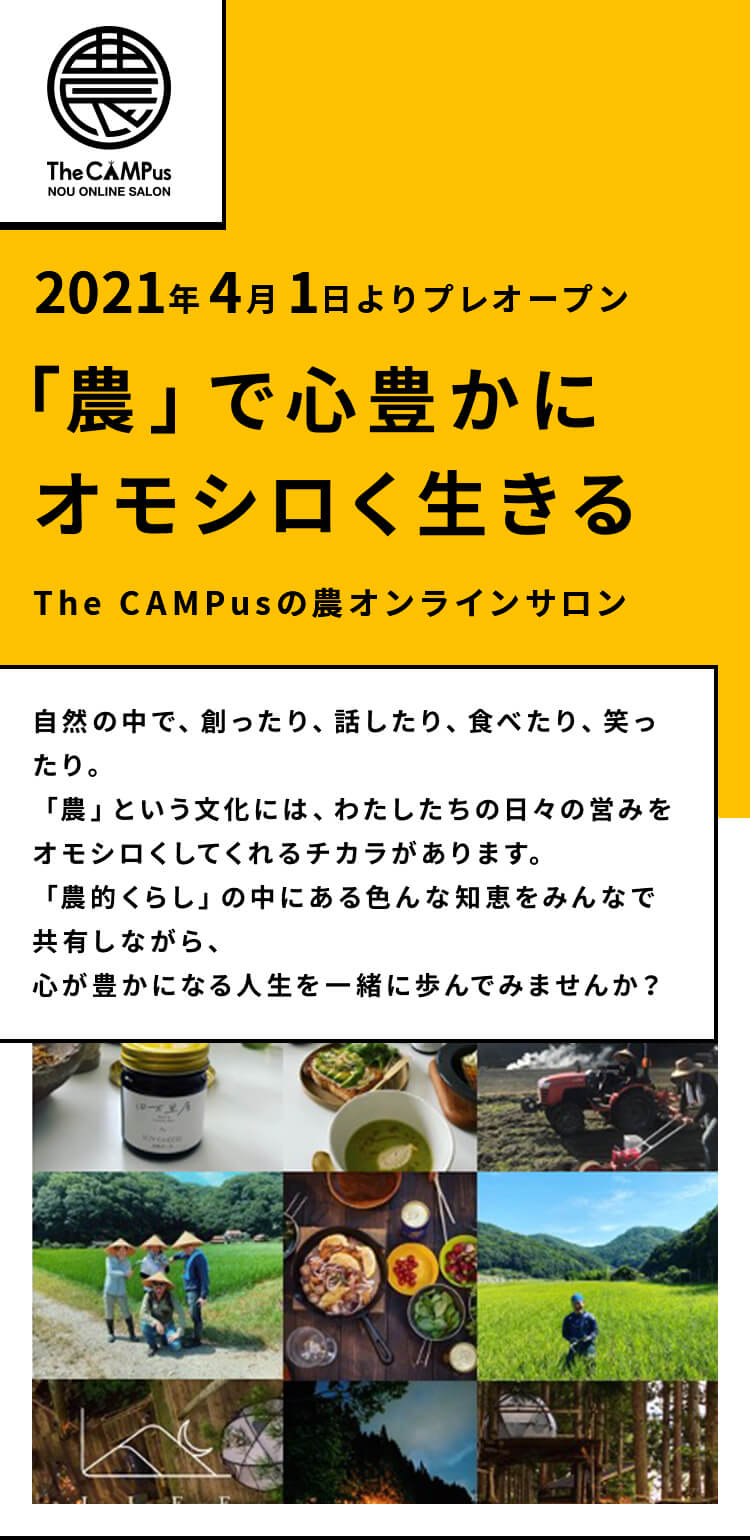 The CAMPus
NOU ONLINE SALON
2021年4月1日よりプレオープン
「農」で心豊かに
オモシロく生きる
The CAMPusの農オンラインサロン
自然の中で、創ったり、話したり、食べたり、笑っ
たり。
「農」という文化には、わたしたちの日々の営みを
オモシロくしてくれるチカラがあります。
「農的くらし」の中にある色んな知恵をみんなで
共有しながら、
心が豊かになる人生を一緒に歩んでみませんか？